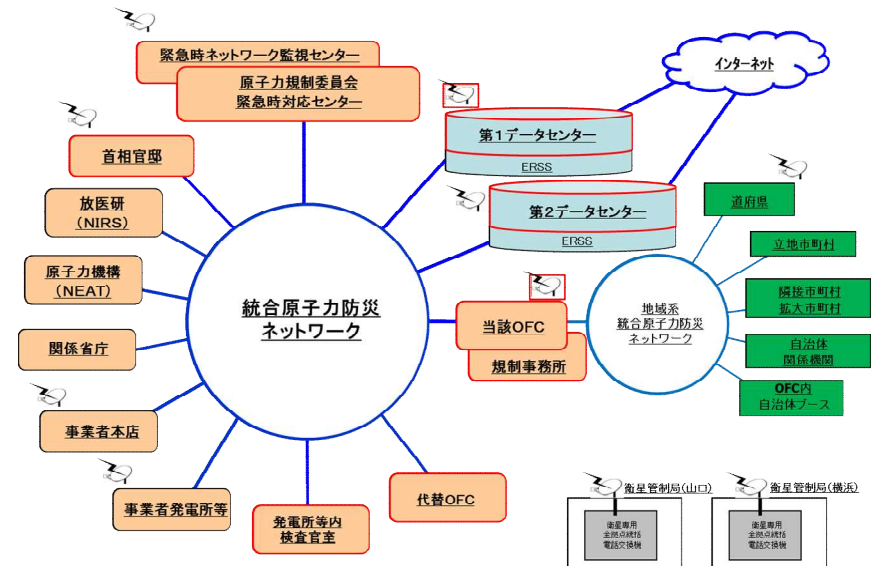 緊急時ネットワーク監視センター
原子力規制委員会
緊急時対応センター
インターネット
首相官邸
第1データセンター
ERSS
放医研
(NIRS)
第2データセンター
ERSS
道府県
立地市町村
原子力機構
(NEAT)
統合原子力防災
ネットワーク
当該OFC
規制事務所
地域系
統合原子力防災
ネットワーク
隣接市町村
拡大市町村
関係省庁
自治体
関係機関
OFC内
自治体ブース
事業者本店
事業者発電所等
発電所等内
検査官室
代替OFC
衛星管制局(山口)
衛星専用
全拠点統括
電話交換機
衛星管制局(横浜)
衛星専用
全拠点統括
電話交換機